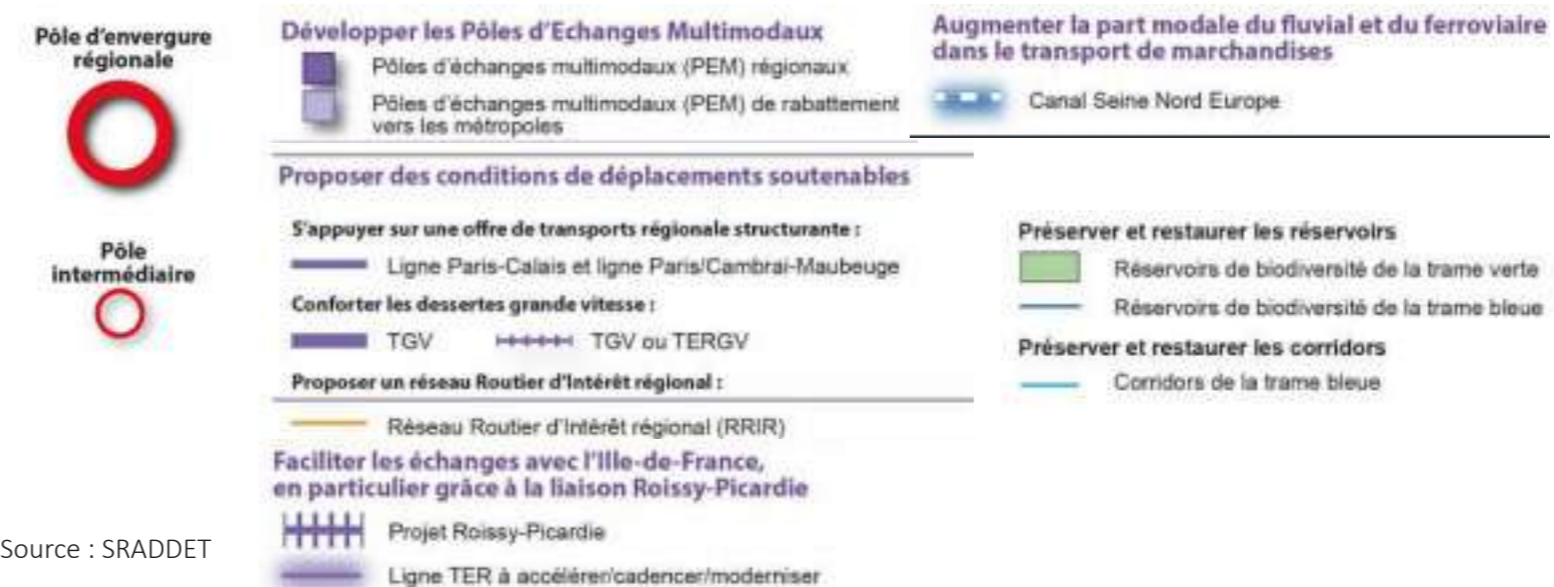 Pôle d'envergure
régionale
Pôle
intermédiaire
Développer les Pôles d'Echanges Multimodaux
Pôles d'échanges multimodaux (PEM) régionaux
Pôles d'échanges multimodaux (PEM) de rabattement
vers les métropoles
Proposer des conditions de déplacements soutenables
S'appuyer sur une offre de transports régionale structurante :
Ligne Paris-Calais et ligne Paris/Cambrai-Maubeuge
Conforter les dessertes grande vitesse :
TGV
TGV ou TERGV
Proposer un réseau Routier d'Intérêt régional :
Réseau Routier d'Intérêt régional (RRIR)
Faciliter les échanges avec l'Ille-de-France,
en particulier grâce à la liaison Roissy-Picardie
Projet Roissy-Picardie
Ligne TER à accélérer/cadencer/moderniser
Augmenter la part modale du fluvial et du ferroviaire
dans le transport de marchandises
Canal Seine Nord Europe
Préserver et restaurer les réservoirs
Réservoirs de biodiversité de la trame verte
Réservoirs de biodiversité de la trame bleue
Préserver et restaurer les corridors
Corridors de la trame bleue
Source : SRADDET